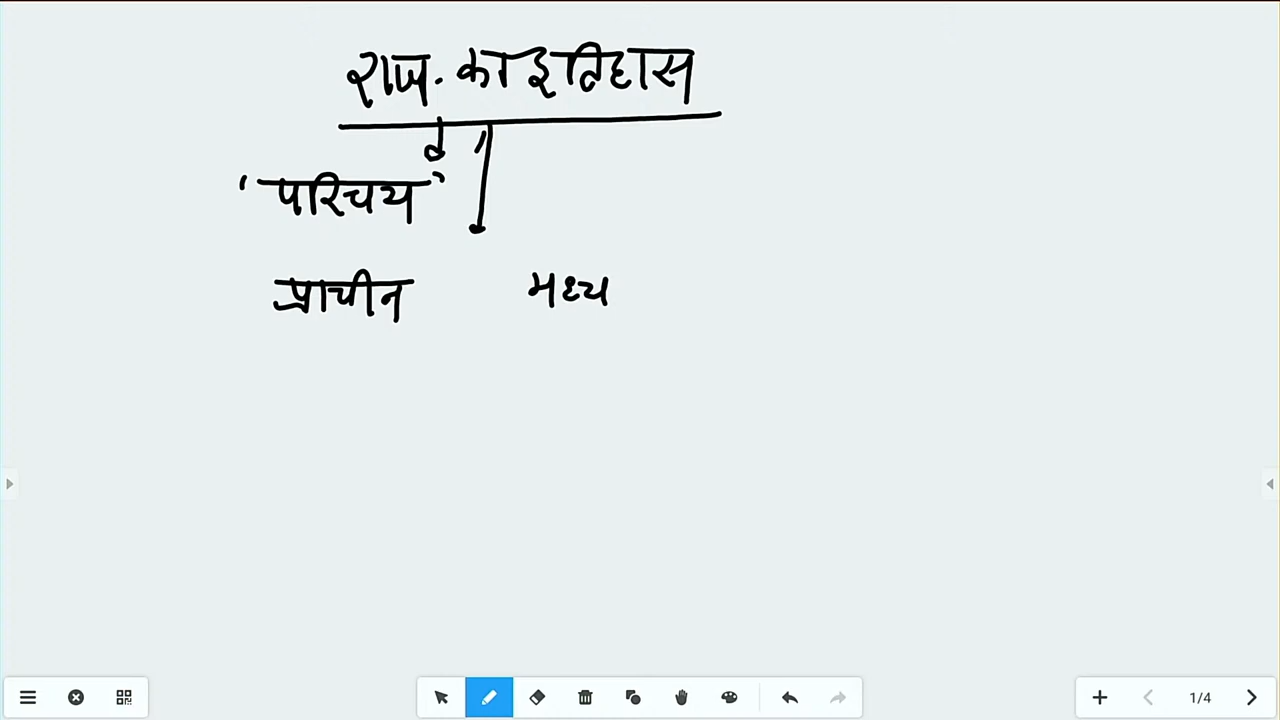 राज. का इतिहास
'परिचय'
प्राचीन मध्य
1/4